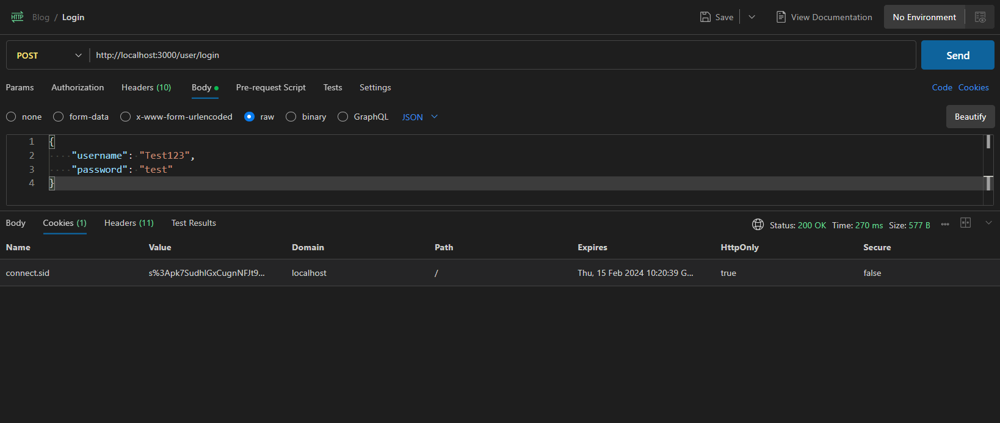 HTTP Blog / Login Save View Documentation No Environment
POST http://localhost:3000/user/login Send
Params Authorization Headers (10) Body Pre-request Script Tests Settings Code Cookies
none form-data x-www-form-urlencoded raw binary GraphQL JSON Beautify
1 {
2 ····"username":·"Test123",
3 ····"password":·"test"
4 }
Body Cookies (1) Headers (11) Test Results Status: 200 OK Time: 270 ms Size: 577 B
Name Value Domain Path Expires HttpOnly Secure
connect.sid s%3Apk7SudhlGxCugnNFJt9... localhost / Thu, 15 Feb 2024 10:20:39 G... true false